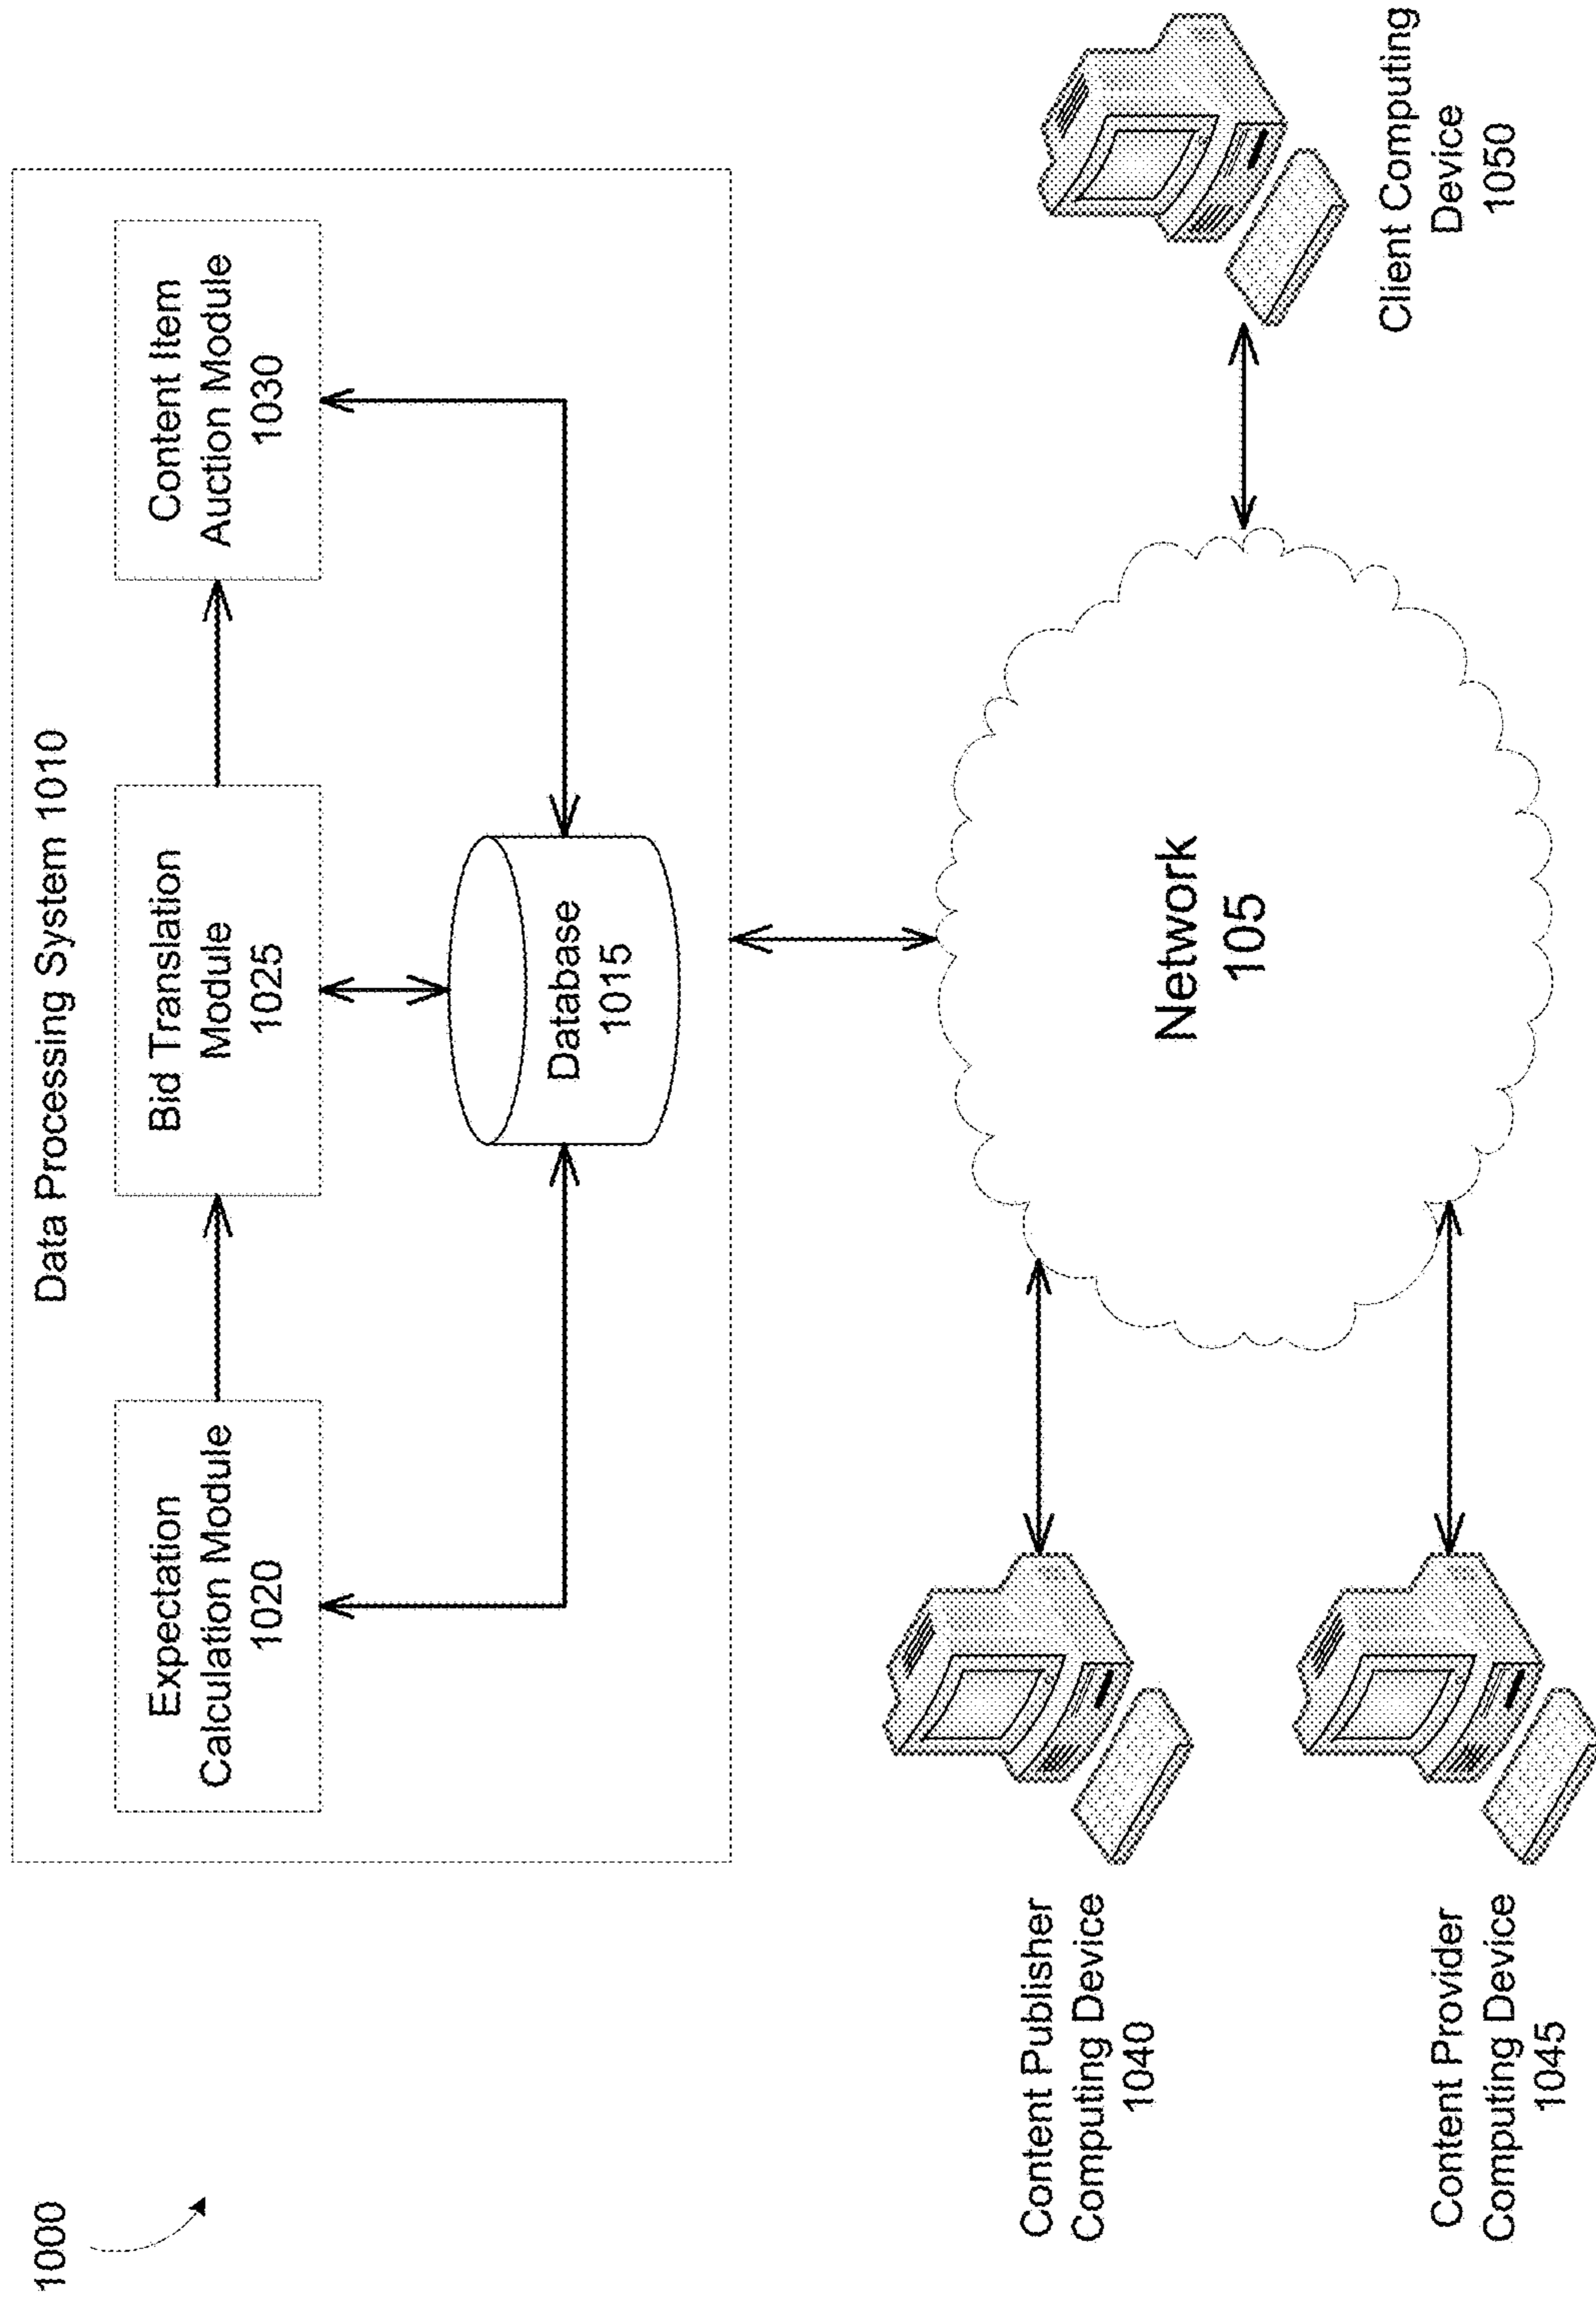 1000
Data Processing System 1010
Expectation
Calculation Module
1020
Bid Translation
Module
1025
Content Item
Auction Module
1030
Database
1015
Network
105
Content Publisher
Computing Device
1040
Content Provider
Computing Device
1045
Client Computing
Device
1050